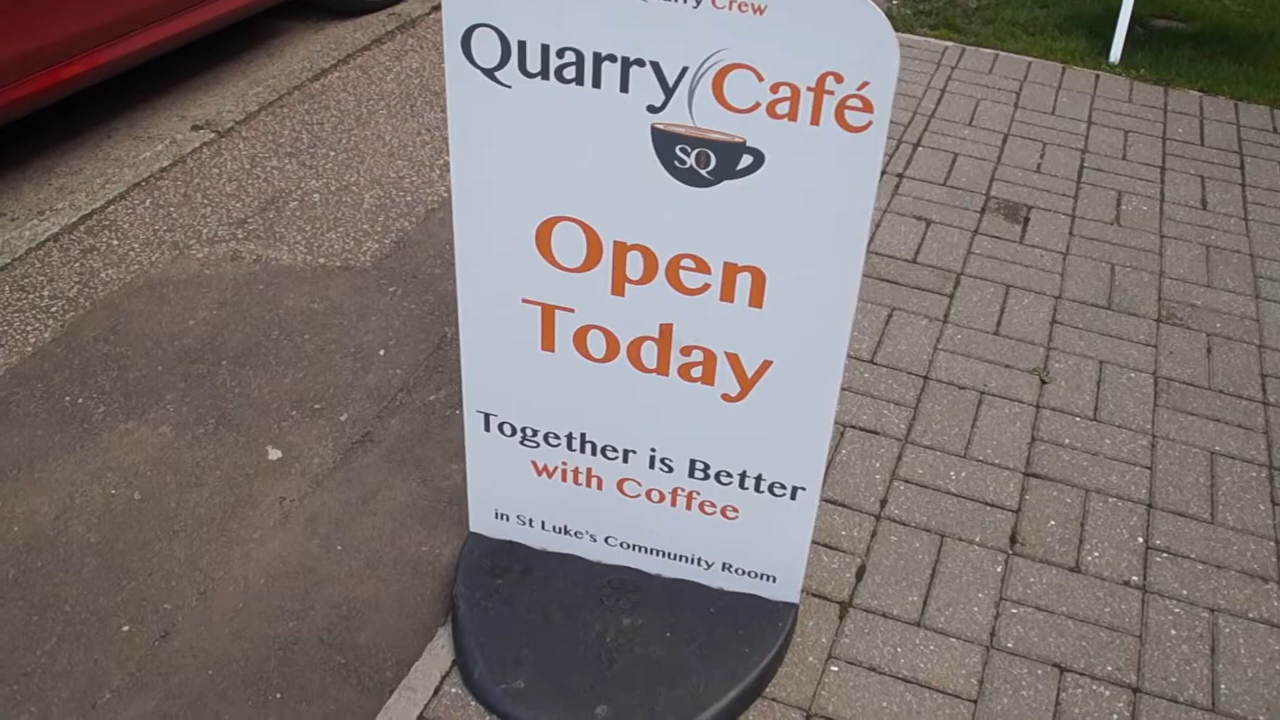 Crew
Quarry Café
SQ
Open
Today
Together is Better
with Coffee
in St Luke's Community Room